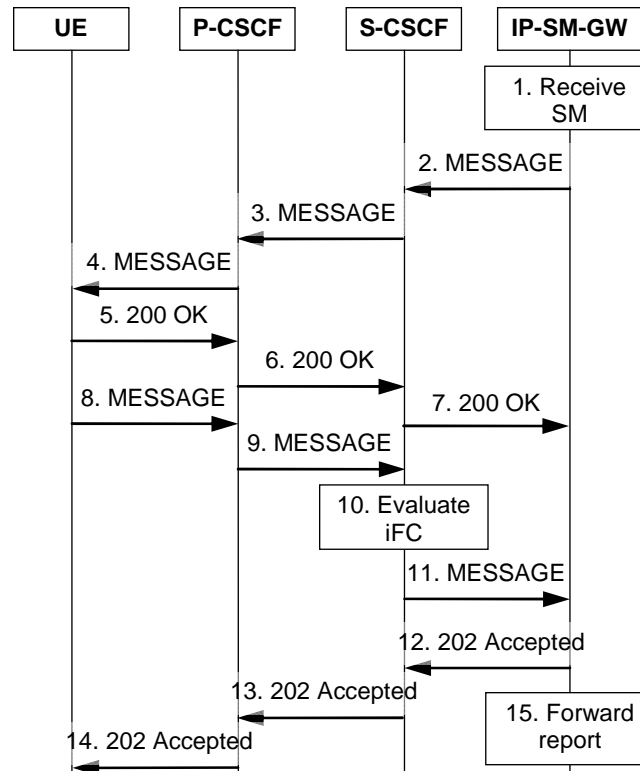 UE
P-CSCF
S-CSCF
IP-SM-GW
1. Receive
SM
2. MESSAGE
3. MESSAGE
4. MESSAGE
5. 200 OK
6. 200 OK
8. MESSAGE
7. 200 OK
9. MESSAGE
10. Evaluate
iFC
11. MESSAGE
12. 202 Accepted
13. 202 Accepted
15. Forward
report
14. 202 Accepted